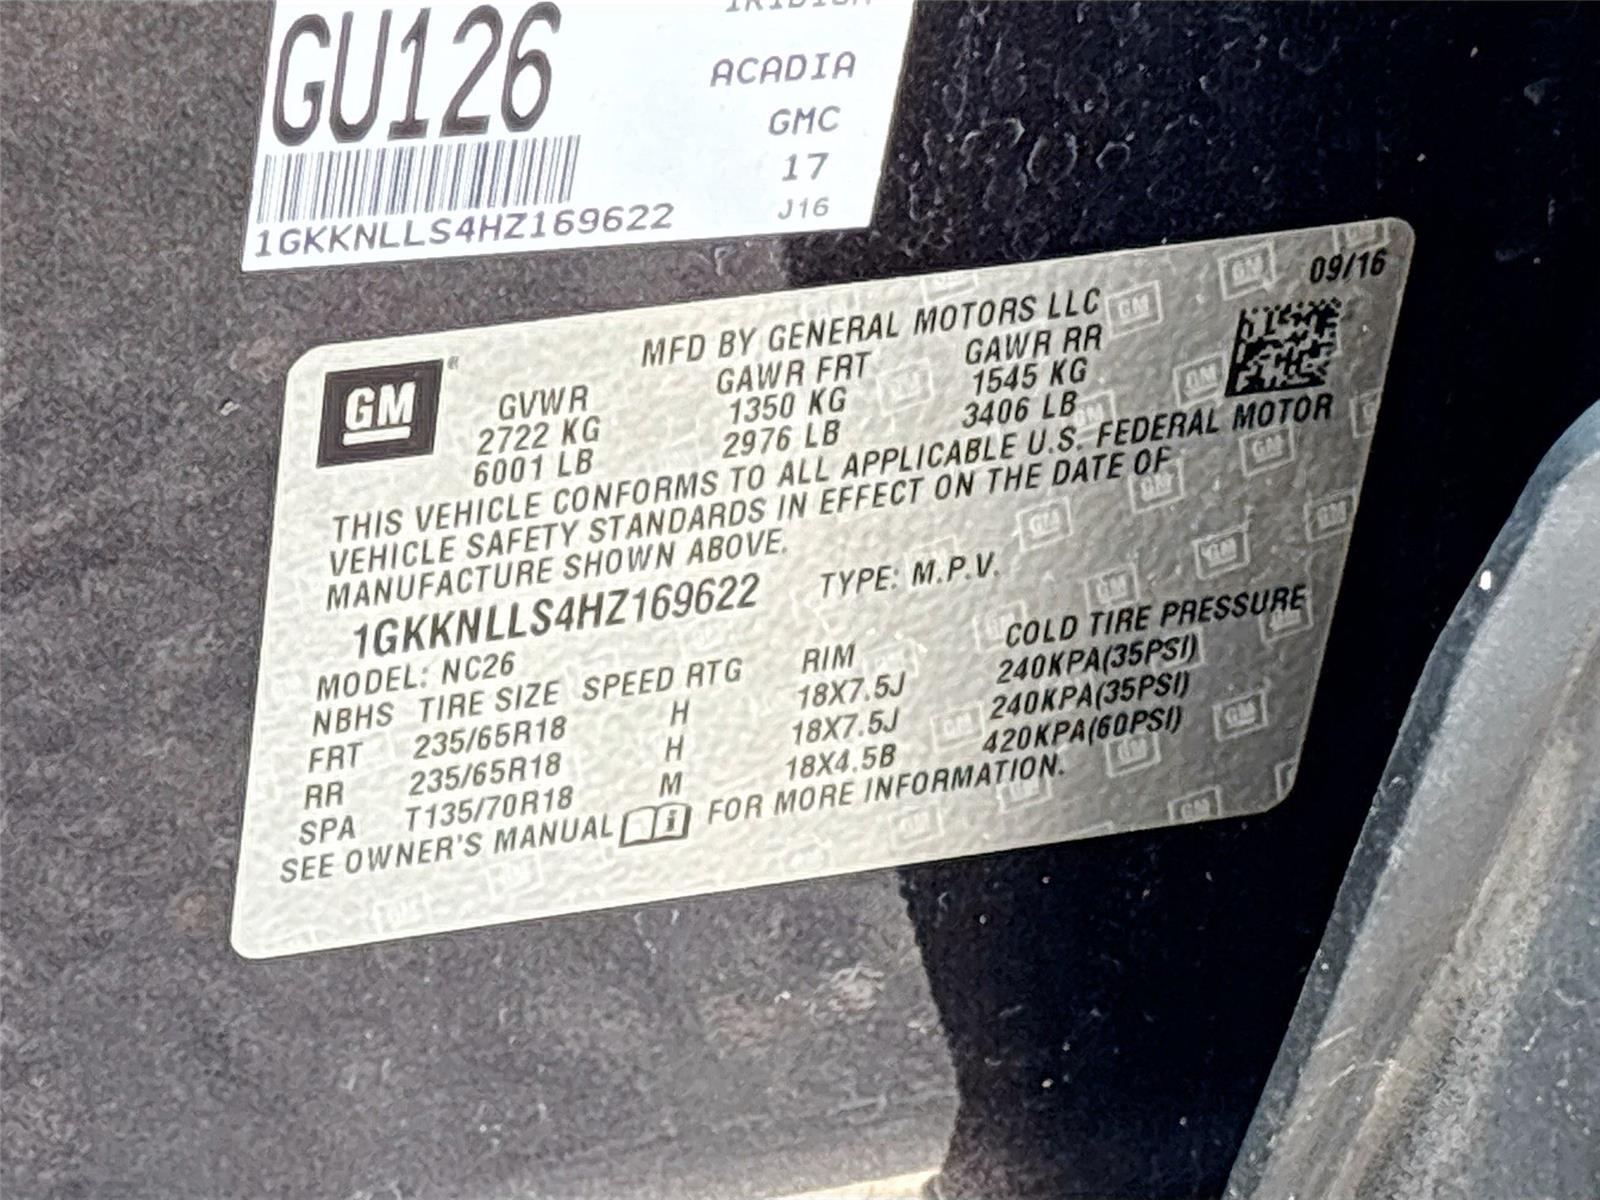 GU126
ACADIA
GMC
17
J16
1GKKNLLS4HZ169622
09/16
MFD BY GENERAL MOTORS LLC
GM
GVWR GAWR FRT GAWR RR
2722 KG 1350 KG 1545 KG
6001 LB 2976 LB 3406 LB
THIS VEHICLE CONFORMS TO ALL APPLICABLE U.S. FEDERAL MOTOR
VEHICLE SAFETY STANDARDS IN EFFECT ON THE DATE OF
MANUFACTURE SHOWN ABOVE.
1GKKNLLS4HZ169622 TYPE: M.P.V.
MODEL: NC26
NBHS TIRE SIZE SPEED RTG RIM COLD TIRE PRESSURE
FRT 235/65R18 H 18X7.5J 240KPA(35PSI)
RR 235/65R18 H 18X7.5J 240KPA(35PSI)
SPA T135/70R18 M 18X4.5B 420KPA(60PSI)
SEE OWNER'S MANUAL FOR MORE INFORMATION.